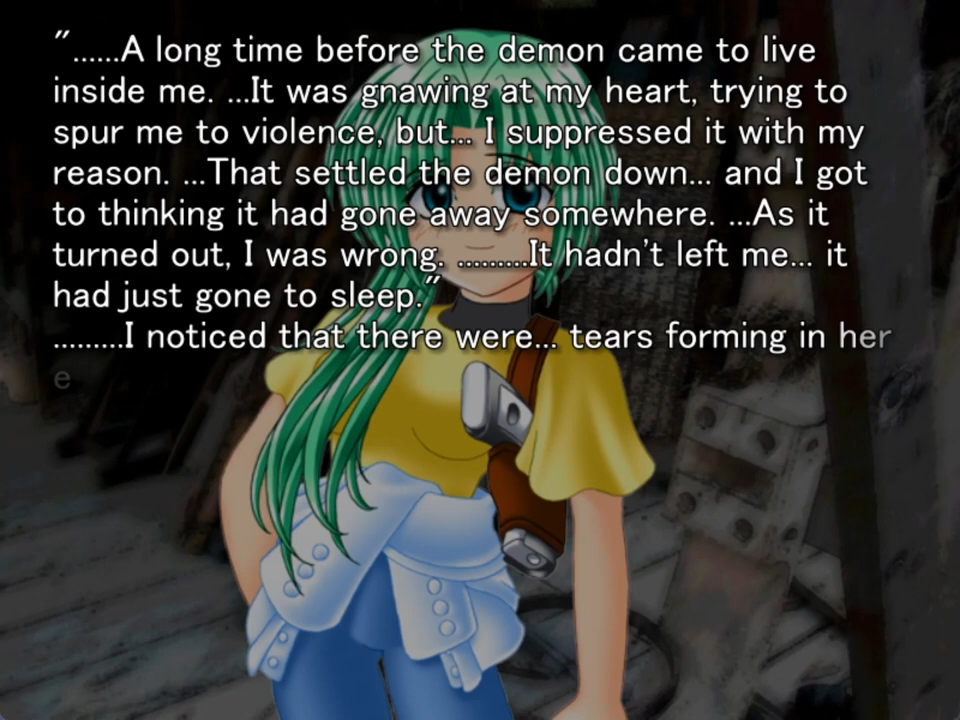 "......A long time before the demon came to live
inside me. ...It was gnawing at my heart, trying to
spur me to violence, but... I suppressed it with my
reason. ...That settled the demon down... and I got
to thinking it had gone away somewhere. ...As it
turned out, I was wrong. .........It hadn't left me... it
had just gone to sleep."
.........I noticed that there were... tears forming in her
e